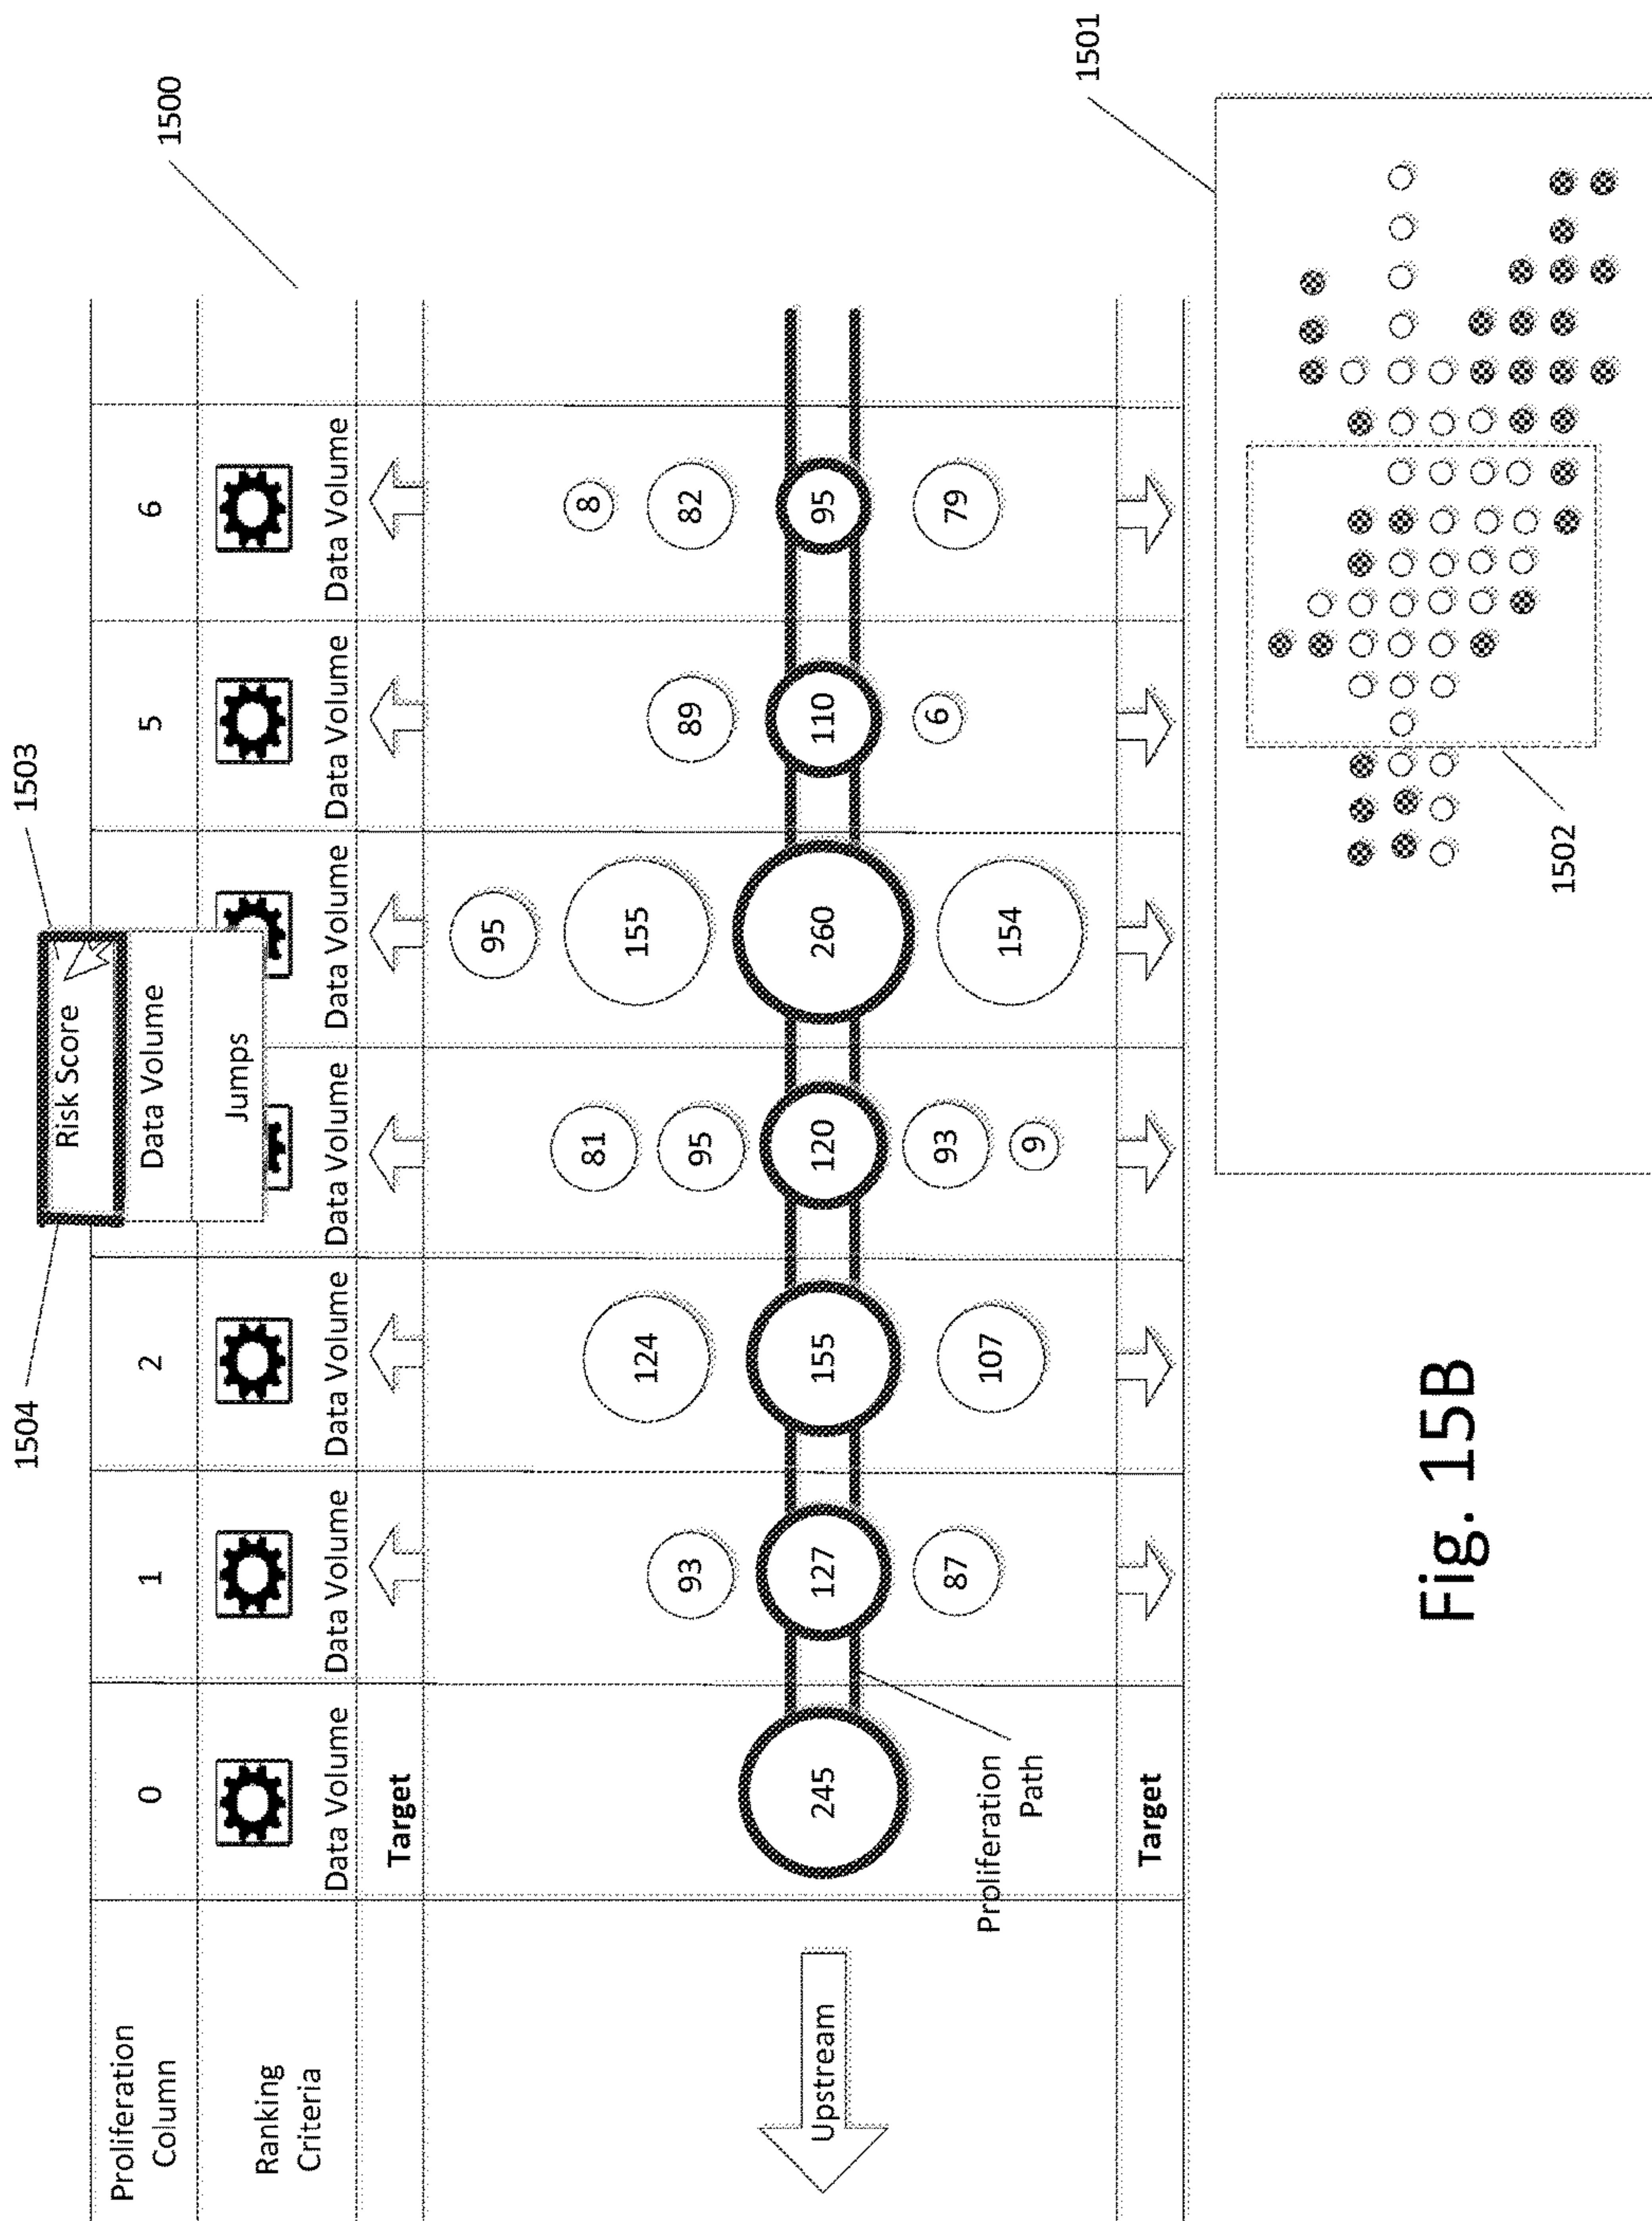 1504
1503
1500
Risk Score
Data Volume
Jumps
Proliferation
Column
0
1
2
5
6
Ranking
Criteria
Data Volume
Data Volume
Data Volume
Data Volume
Data Volume
Data Volume
Data Volume
Target
Upstream
245
93
127
87
124
155
107
81
95
120
93
9
95
155
260
154
89
110
6
8
82
95
79
Proliferation
Path
Target
1501
1502
Fig. 15B